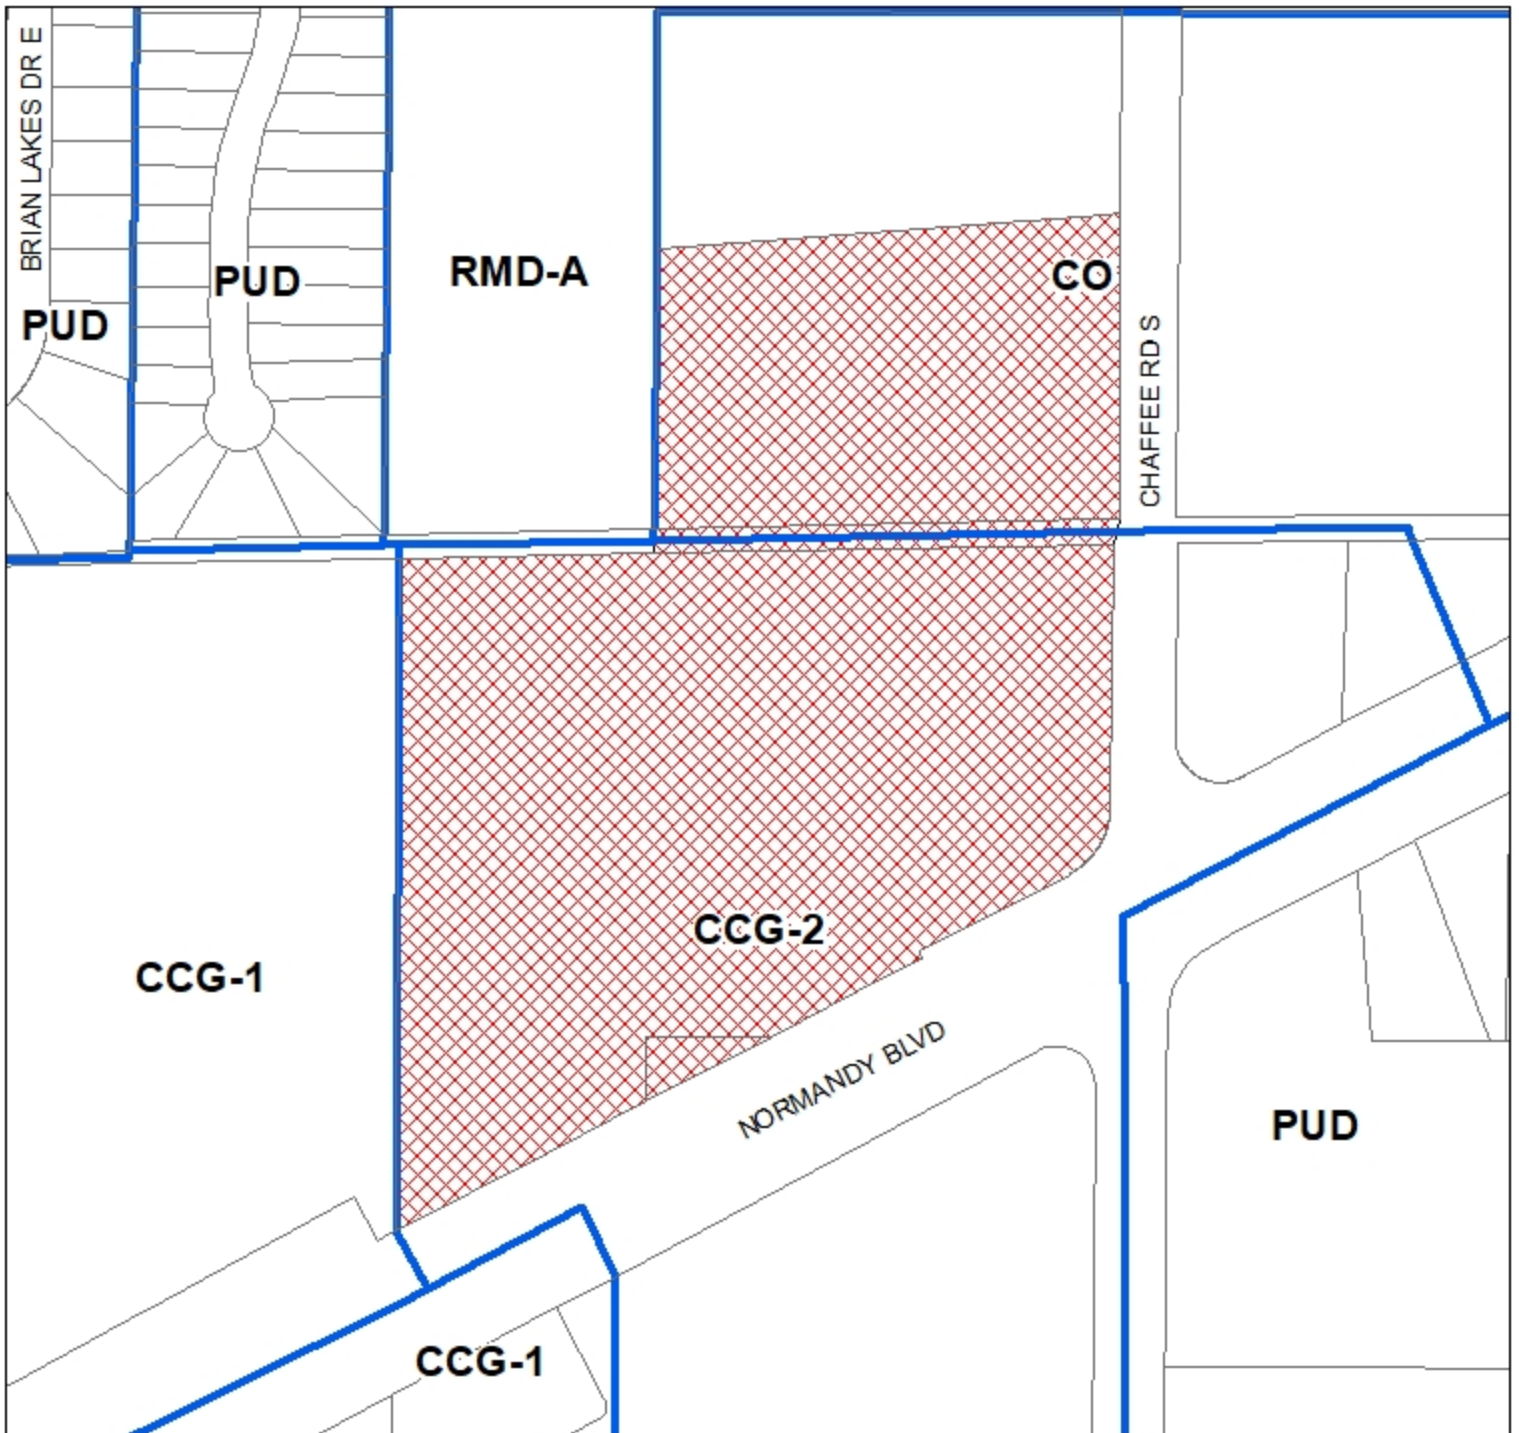 BRIAN LAKES DR E
PUD
PUD
RMD-A
CO
CHAFFEE RD S
CCG-1
CCG-2
NORMANDY BLVD
PUD
CCG-1